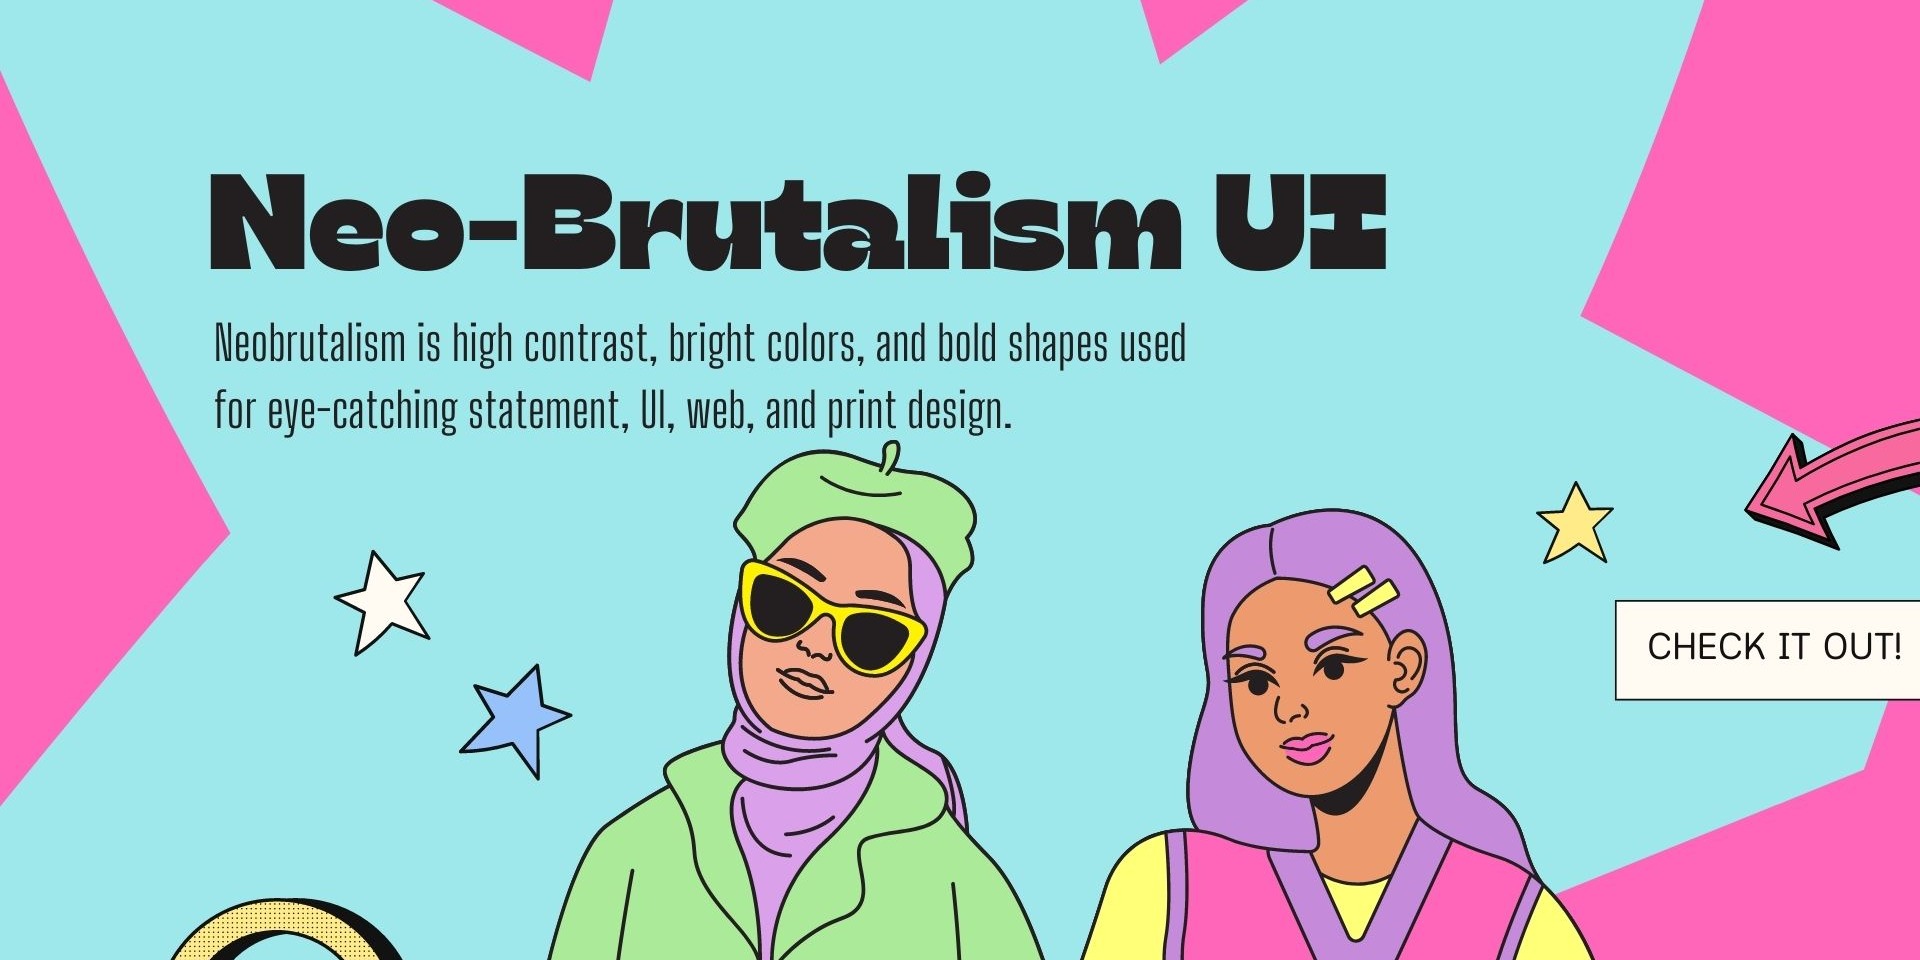 Neo-Brutalism UI
Neobrutalism is high contrast, bright colors, and bold shapes used
for eye-catching statement, UI, web, and print design.
CHECK IT OUT!